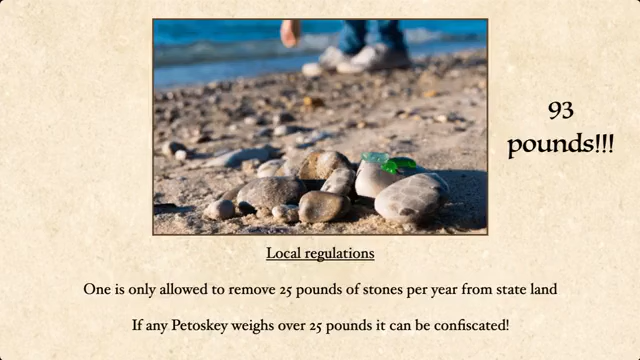 93
pounds!!!
Local regulations
One is only allowed to remove 25 pounds of stones per year from state land
If any Petoskey weighs over 25 pounds it can be confiscated!